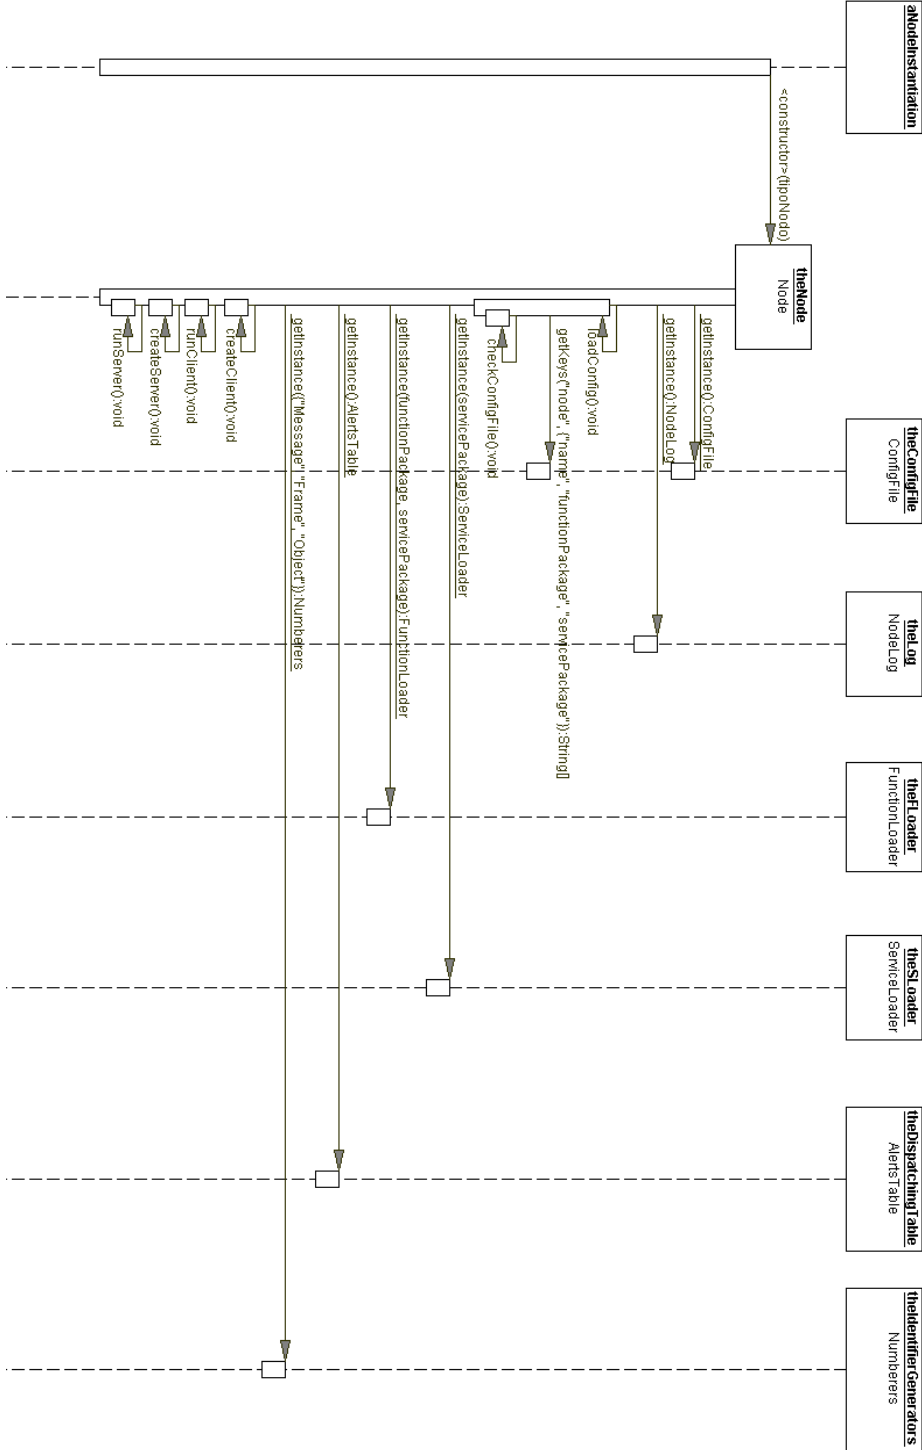 aNodeInstantiation
<constructor>(tipoNodo)
theNode
Node
theConfigFile
ConfigFile
theLog
NodeLog
theFLoader
FunctionLoader
theSLoader
ServiceLoader
theDispatchingTable
AlertsTable
theIdentifierGenerators
Numberers
getInstance():ConfigFile
getInstance():NodeLog
loadConfig():void
getKeys("node", {"name", "functionPackage", "servicePackage"}):String[]
checkConfigFile():void
getInstance(servicePackage):ServiceLoader
getInstance(functionPackage, servicePackage):FunctionLoader
getInstance():AlertsTable
getInstance({"Message" "Frame", "Object"}):Numberers
createClient():void
runClient():void
createServer():void
runServer():void